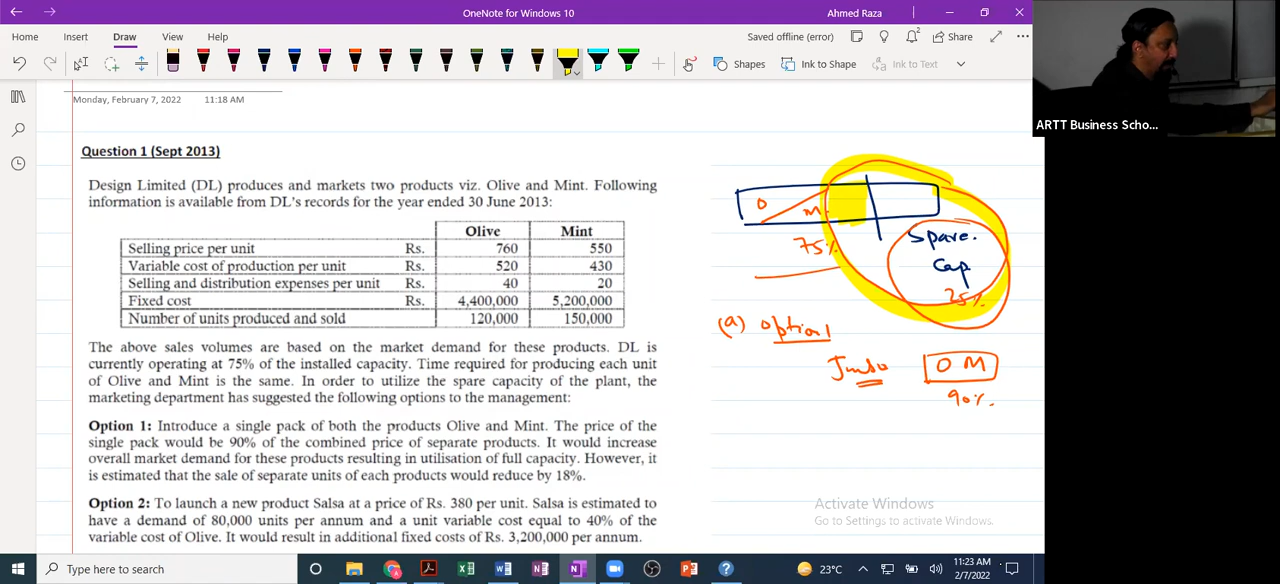 OneNote for Windows 10
Ahmed Raza
Home Insert Draw View Help
Saved offline (error)
Share
Shapes
Ink to Shape
Ink to Text
ARTT Business Scho...
Monday, February 7, 2022 11:18 AM
Question 1 (Sept 2013)
Design Limited (DL) produces and markets two products viz. Olive and Mint. Following
information is available from DL's records for the year ended 30 June 2013:
Olive Mint
Selling price per unit Rs. 760 550
Variable cost of production per unit Rs. 520 430
Selling and distribution expenses per unit Rs. 40 20
Fixed cost Rs. 4,400,000 5,200,000
Number of units produced and sold 120,000 150,000
The above sales volumes are based on the market demand for these products. DL is
currently operating at 75% of the installed capacity. Time required for producing each unit
of Olive and Mint is the same. In order to utilize the spare capacity of the plant, the
marketing department has suggested the following options to the management:
Option 1: Introduce a single pack of both the products Olive and Mint. The price of the
single pack would be 90% of the combined price of separate products. It would increase
overall market demand for these products resulting in utilisation of full capacity. However, it
is estimated that the sale of separate units of each products would reduce by 18%.
Option 2: To launch a new product Salsa at a price of Rs. 380 per unit. Salsa is estimated to
have a demand of 80,000 units per annum and a unit variable cost equal to 40% of the
variable cost of Olive. It would result in additional fixed costs of Rs. 3,200,000 per annum.
O M
75%
Spare.
Cap
25%
(a) Option 1
Jumbo O M
90%
Activate Windows
Go to Settings to activate Windows.
Type here to search
23°C
11:23 AM
2/7/2022